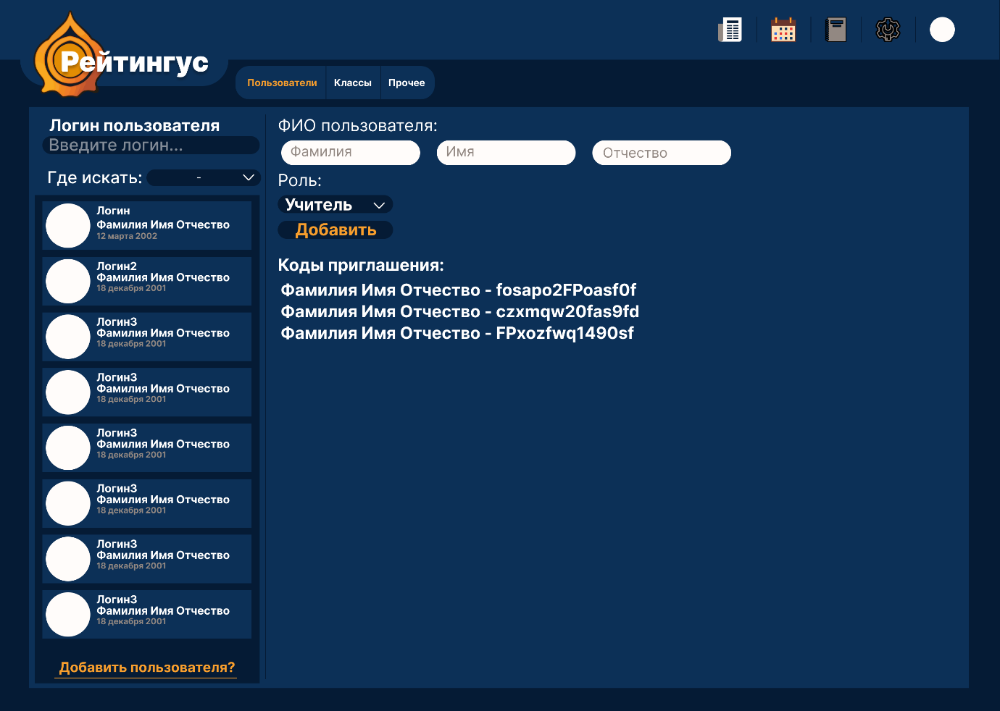 Рейтингус
Пользователи
Классы
Прочее
Логин пользователя
Введите логин...
Где искать:
-
Логин
Фамилия Имя Отчество
12 марта 2002
Логин2
Фамилия Имя Отчество
18 декабря 2001
Логин3
Фамилия Имя Отчество
18 декабря 2001
Логин3
Фамилия Имя Отчество
18 декабря 2001
Логин3
Фамилия Имя Отчество
18 декабря 2001
Логин3
Фамилия Имя Отчество
18 декабря 2001
Логин3
Фамилия Имя Отчество
18 декабря 2001
Логин3
Фамилия Имя Отчество
18 декабря 2001
Добавить пользователя?
ФИО пользователя:
Фамилия
Имя
Отчество
Роль:
Учитель
Добавить
Коды приглашения:
Фамилия Имя Отчество - fosapo2FPoasf0f
Фамилия Имя Отчество - czxmqw20fas9fd
Фамилия Имя Отчество - FPxozfwq1490sf